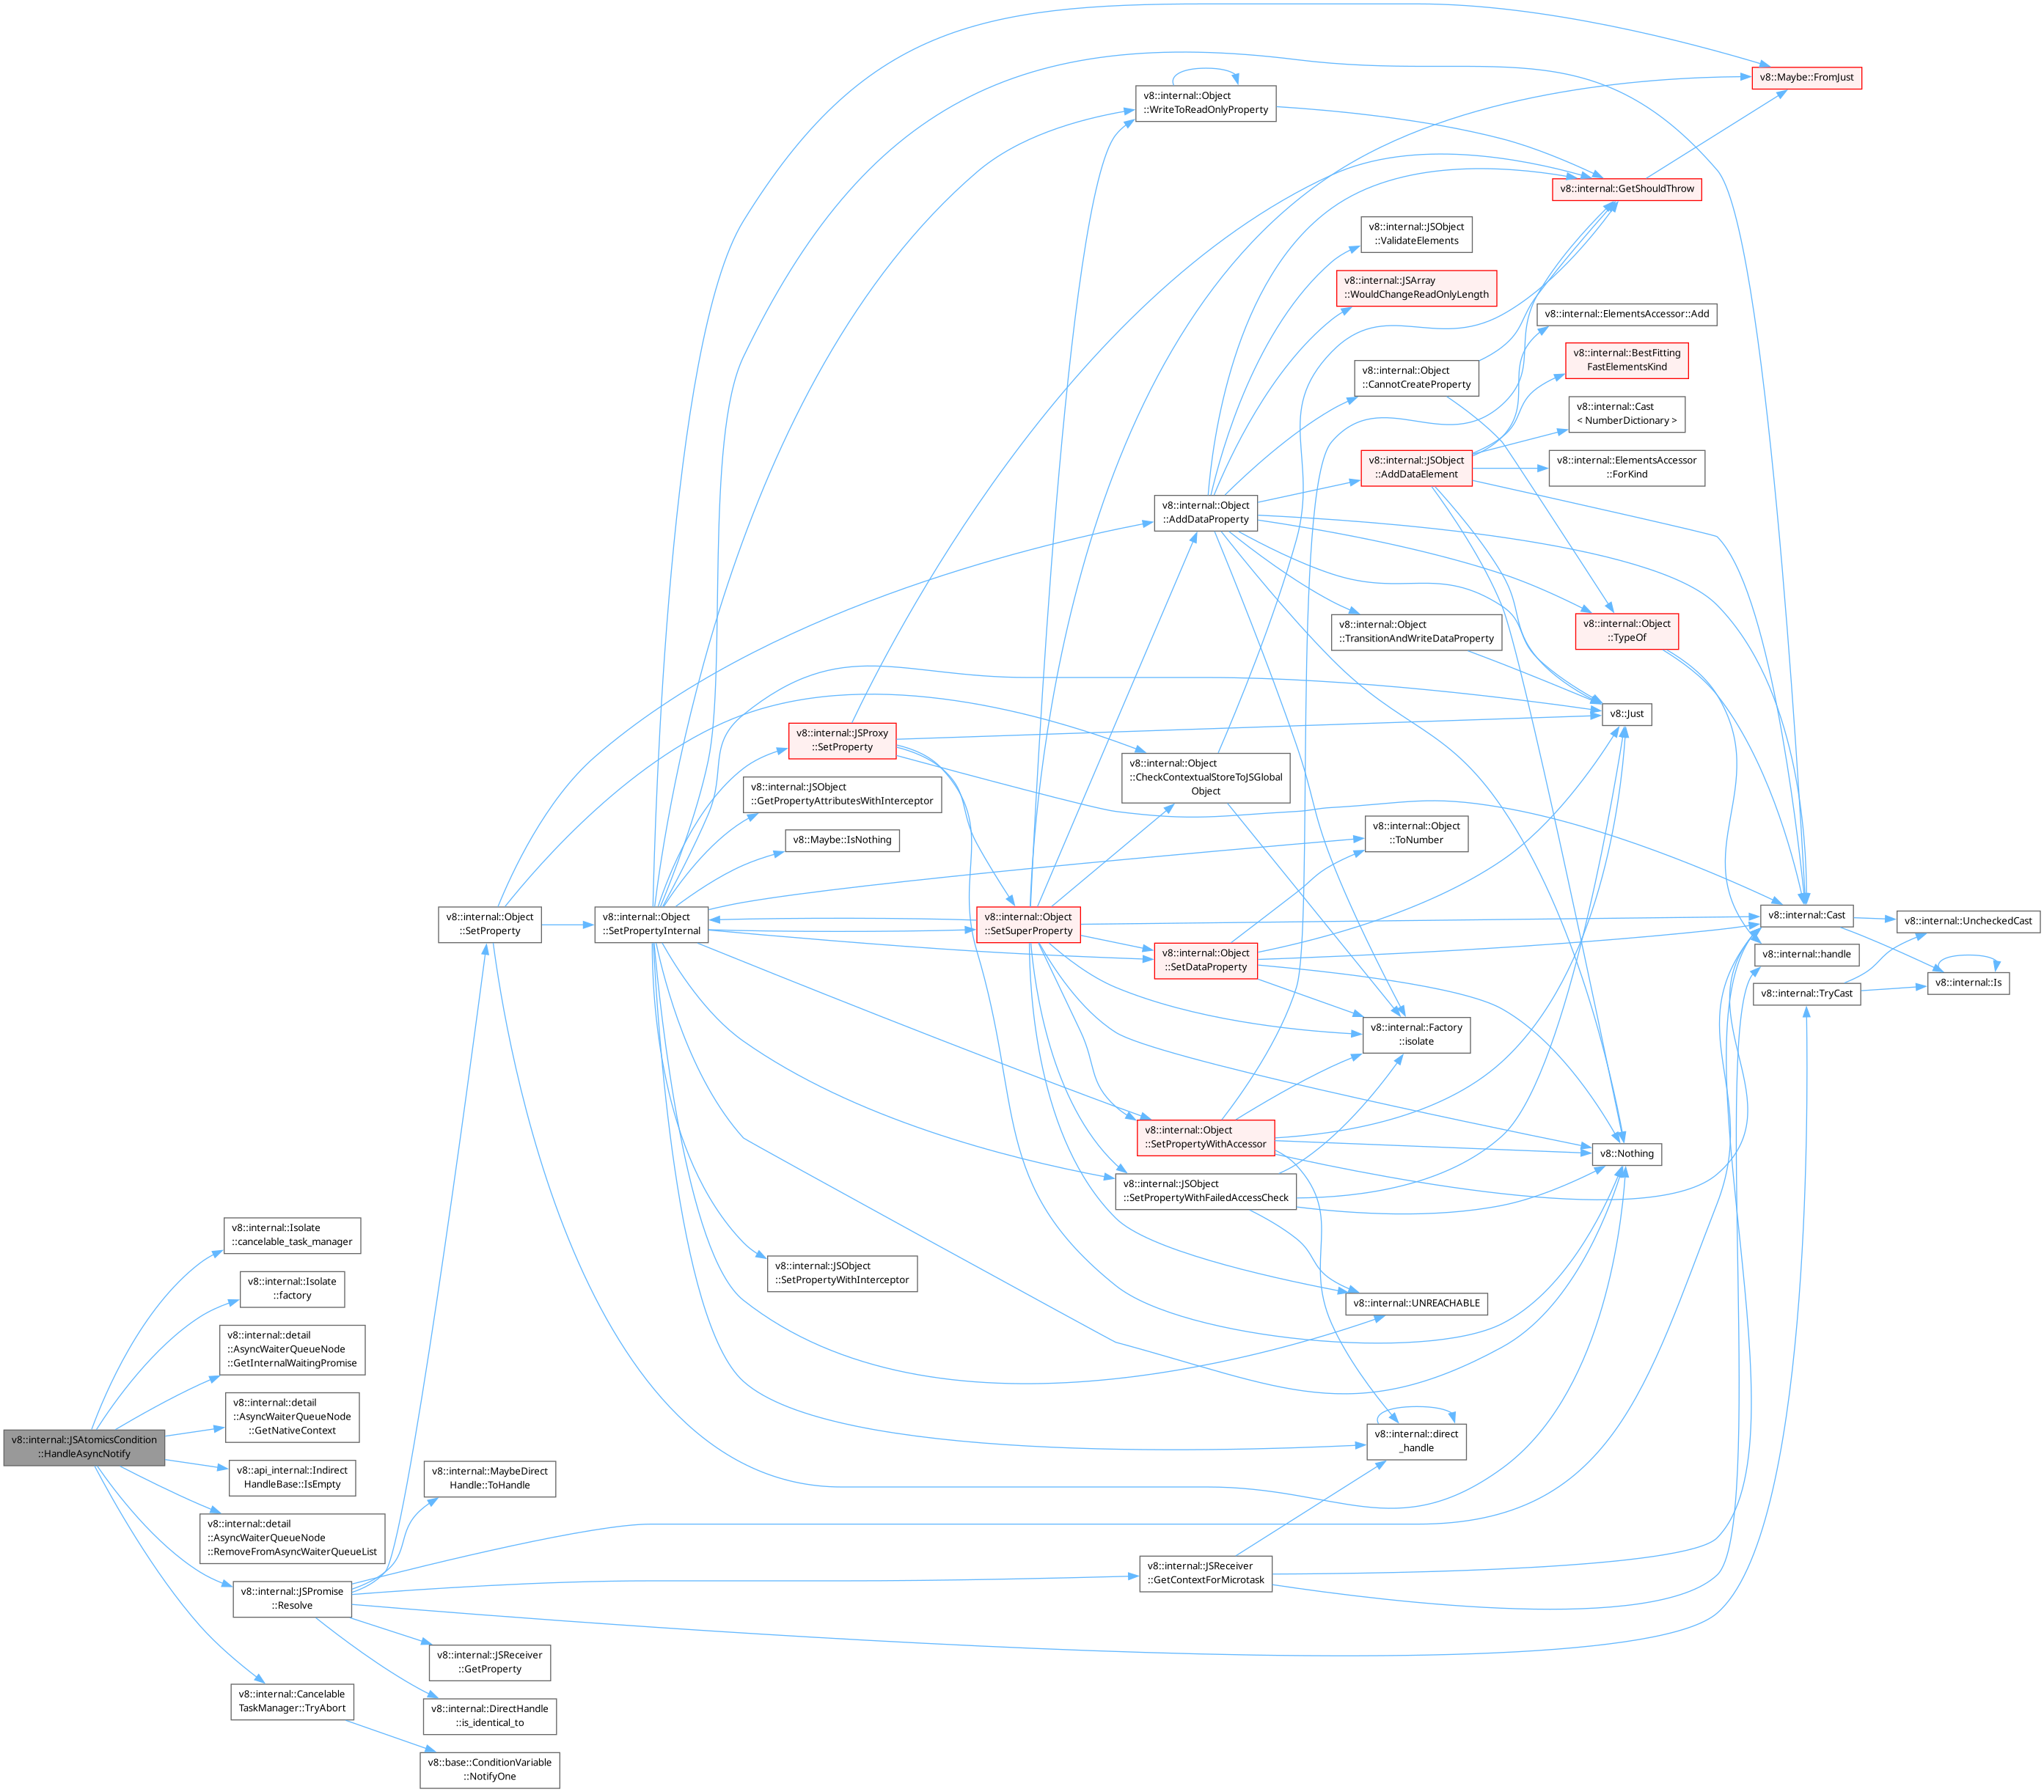 v8::Maybe::FromJust
v8::internal::Object
::WriteToReadOnlyProperty
v8::internal::GetShouldThrow
v8::internal::JSObject
::ValidateElements
v8::internal::JSArray
::WouldChangeReadOnlyLength
v8::internal::ElementsAccessor::Add
v8::internal::BestFitting
FastElementsKind
v8::internal::Object
::CannotCreateProperty
v8::internal::Cast
< NumberDictionary >
v8::internal::JSObject
::AddDataElement
v8::internal::ElementsAccessor
::ForKind
v8::internal::Object
::AddDataProperty
v8::internal::Object
::TransitionAndWriteDataProperty
v8::internal::Object
::TypeOf
v8::Just
v8::internal::JSProxy
::SetProperty
v8::internal::Object
::CheckContextualStoreToJSGlobal
Object
v8::internal::JSObject
::GetPropertyAttributesWithInterceptor
v8::Maybe::IsNothing
v8::internal::Object
::ToNumber
v8::internal::Object
::SetProperty
v8::internal::Object
::SetPropertyInternal
v8::internal::Object
::SetSuperProperty
v8::internal::Cast
v8::internal::UncheckedCast
v8::internal::Object
::SetDataProperty
v8::internal::handle
v8::internal::Is
v8::internal::TryCast
v8::internal::Factory
::isolate
v8::internal::Object
::SetPropertyWithAccessor
v8::Nothing
v8::internal::JSObject
::SetPropertyWithFailedAccessCheck
v8::internal::Isolate
::cancelable_task_manager
v8::internal::JSObject
::SetPropertyWithInterceptor
v8::internal::Isolate
::factory
v8::internal::UNREACHABLE
v8::internal::detail
::AsyncWaiterQueueNode
::GetInternalWaitingPromise
v8::internal::detail
::AsyncWaiterQueueNode
::GetNativeContext
v8::internal::JSAtomicsCondition
::HandleAsyncNotify
v8::internal::direct
_handle
v8::api_internal::Indirect
HandleBase::IsEmpty
v8::internal::MaybeDirect
Handle::ToHandle
v8::internal::detail
::AsyncWaiterQueueNode
::RemoveFromAsyncWaiterQueueList
v8::internal::JSReceiver
::GetContextForMicrotask
v8::internal::JSPromise
::Resolve
v8::internal::JSReceiver
::GetProperty
v8::internal::Cancelable
TaskManager::TryAbort
v8::internal::DirectHandle
::is_identical_to
v8::base::ConditionVariable
::NotifyOne